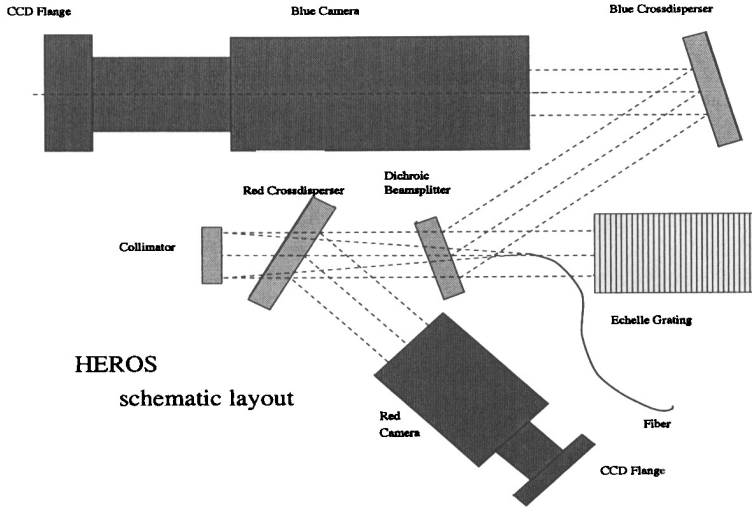 CCD Flange
Blue Camera
Blue Crossdisperser
Dichroic
Beamsplitter
Red Crossdisperser
Collimator
Echelle Grating
HEROS
schematic layout
Red
Camera
Fiber
CCD Flange